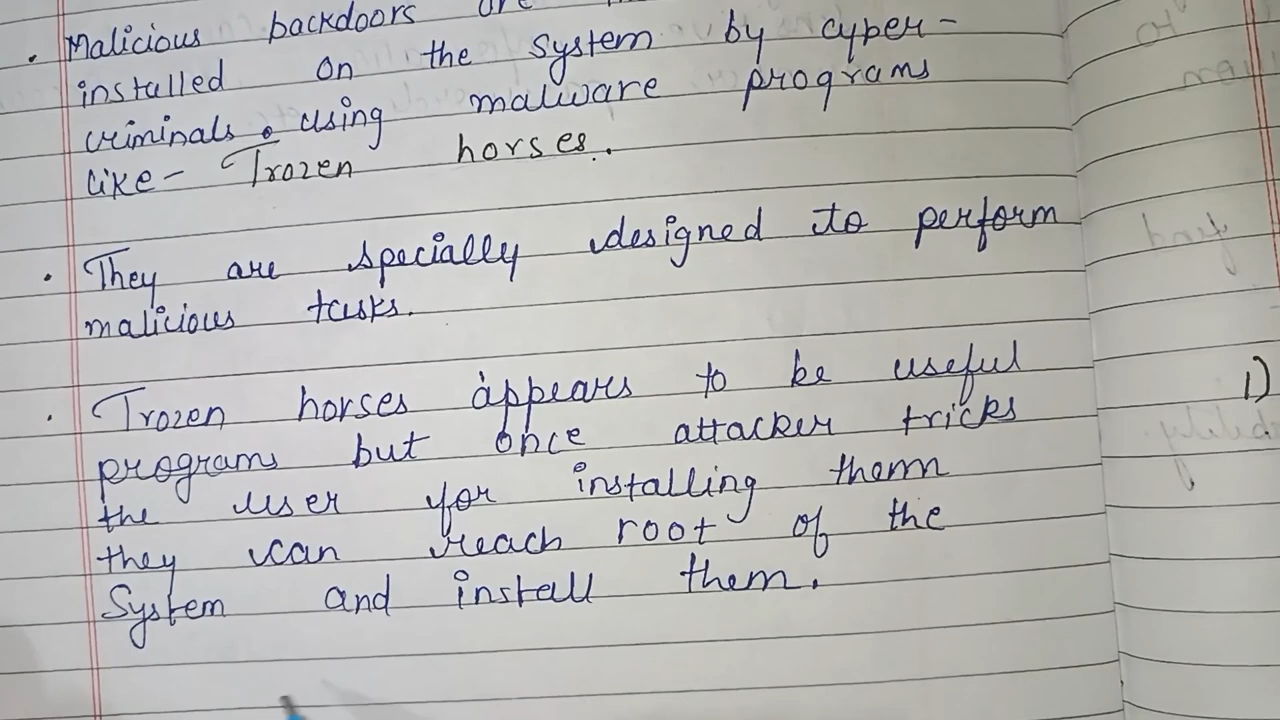 • Malicious backdoors are
installed on the system by cyber-
criminals using malware programs
like- Trozen horses.
• They are specially designed to perform
malicious tasks.
• Trozen horses appears to be useful
programs but once attacker tricks
the user for installing them
they can reach root of the
System and install them.
1)